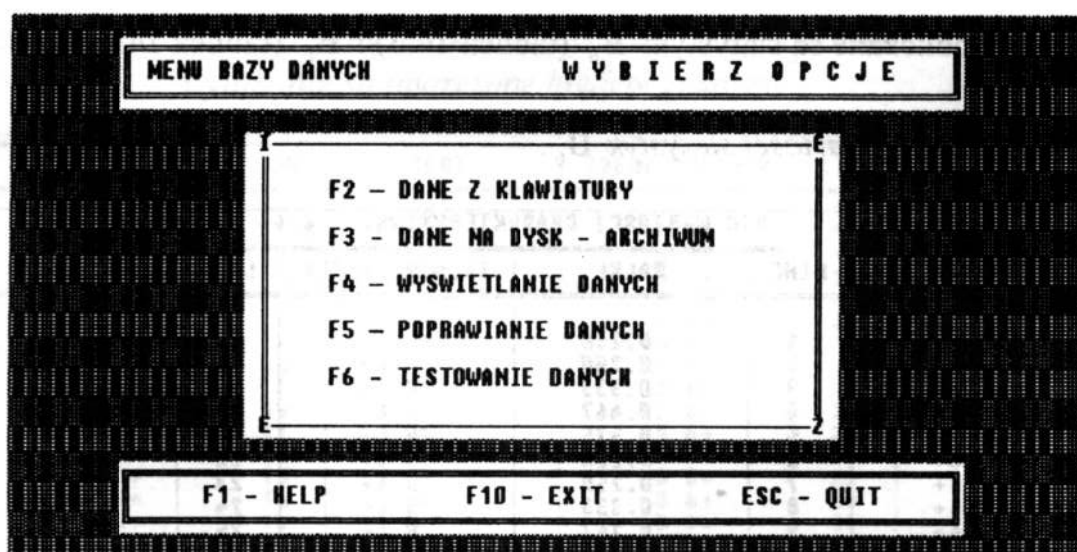 MENU BAZY DANYCH W Y B I E R Z O P C J E
I E
F2 – DANE Z KLAWIATURY
F3 - DANE NA DYSK - ARCHIWUM
F4 – WYSWIETLANIE DANYCH
F5 – POPRAWIANIE DANYCH
F6 - TESTOWANIE DANYCH
E Z
F1 - HELP F10 - EXIT ESC - QUIT